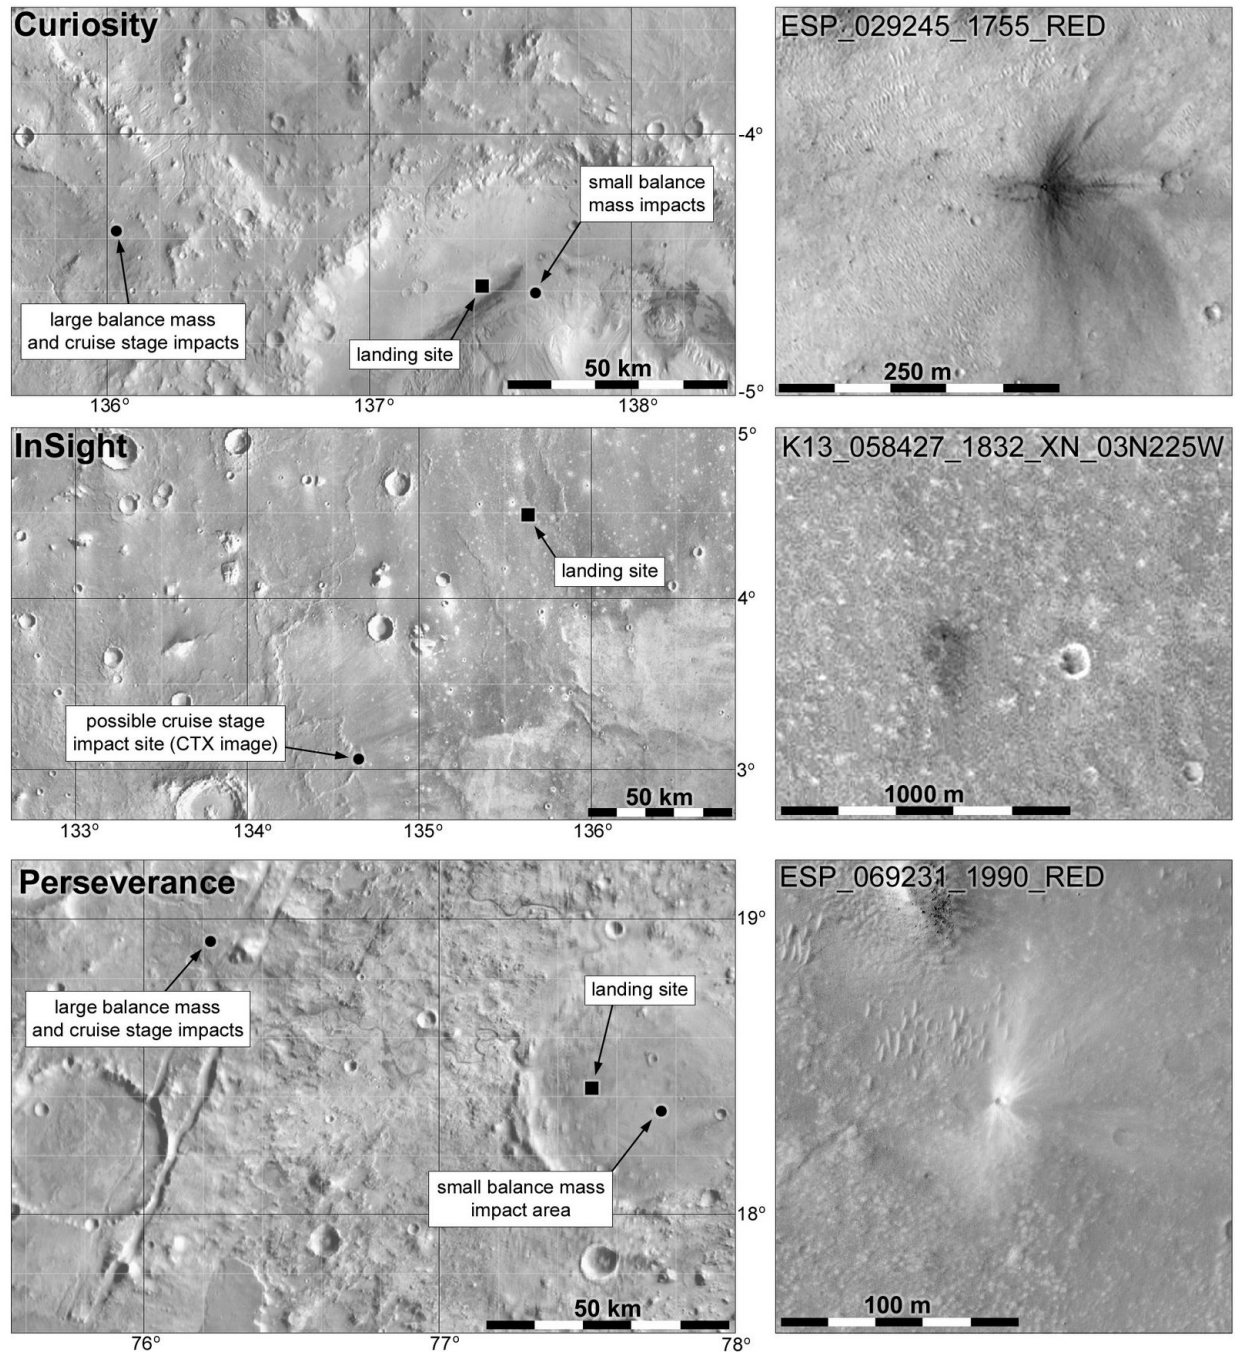 Curiosity
ESP_029245_1755_RED
-4°
small balance
mass impacts
large balance mass
and cruise stage impacts
landing site
50 km
250 m
-5°
136°
137°
138°
InSight
5°
K13_058427_1832_XN_03N225W
landing site
4°
possible cruise stage
impact site (CTX image)
3°
50 km
1000 m
133°
134°
135°
136°
Perseverance
ESP_069231_1990_RED
19°
landing site
large balance mass
and cruise stage impacts
small balance mass
impact area
18°
50 km
100 m
76°
77°
78°